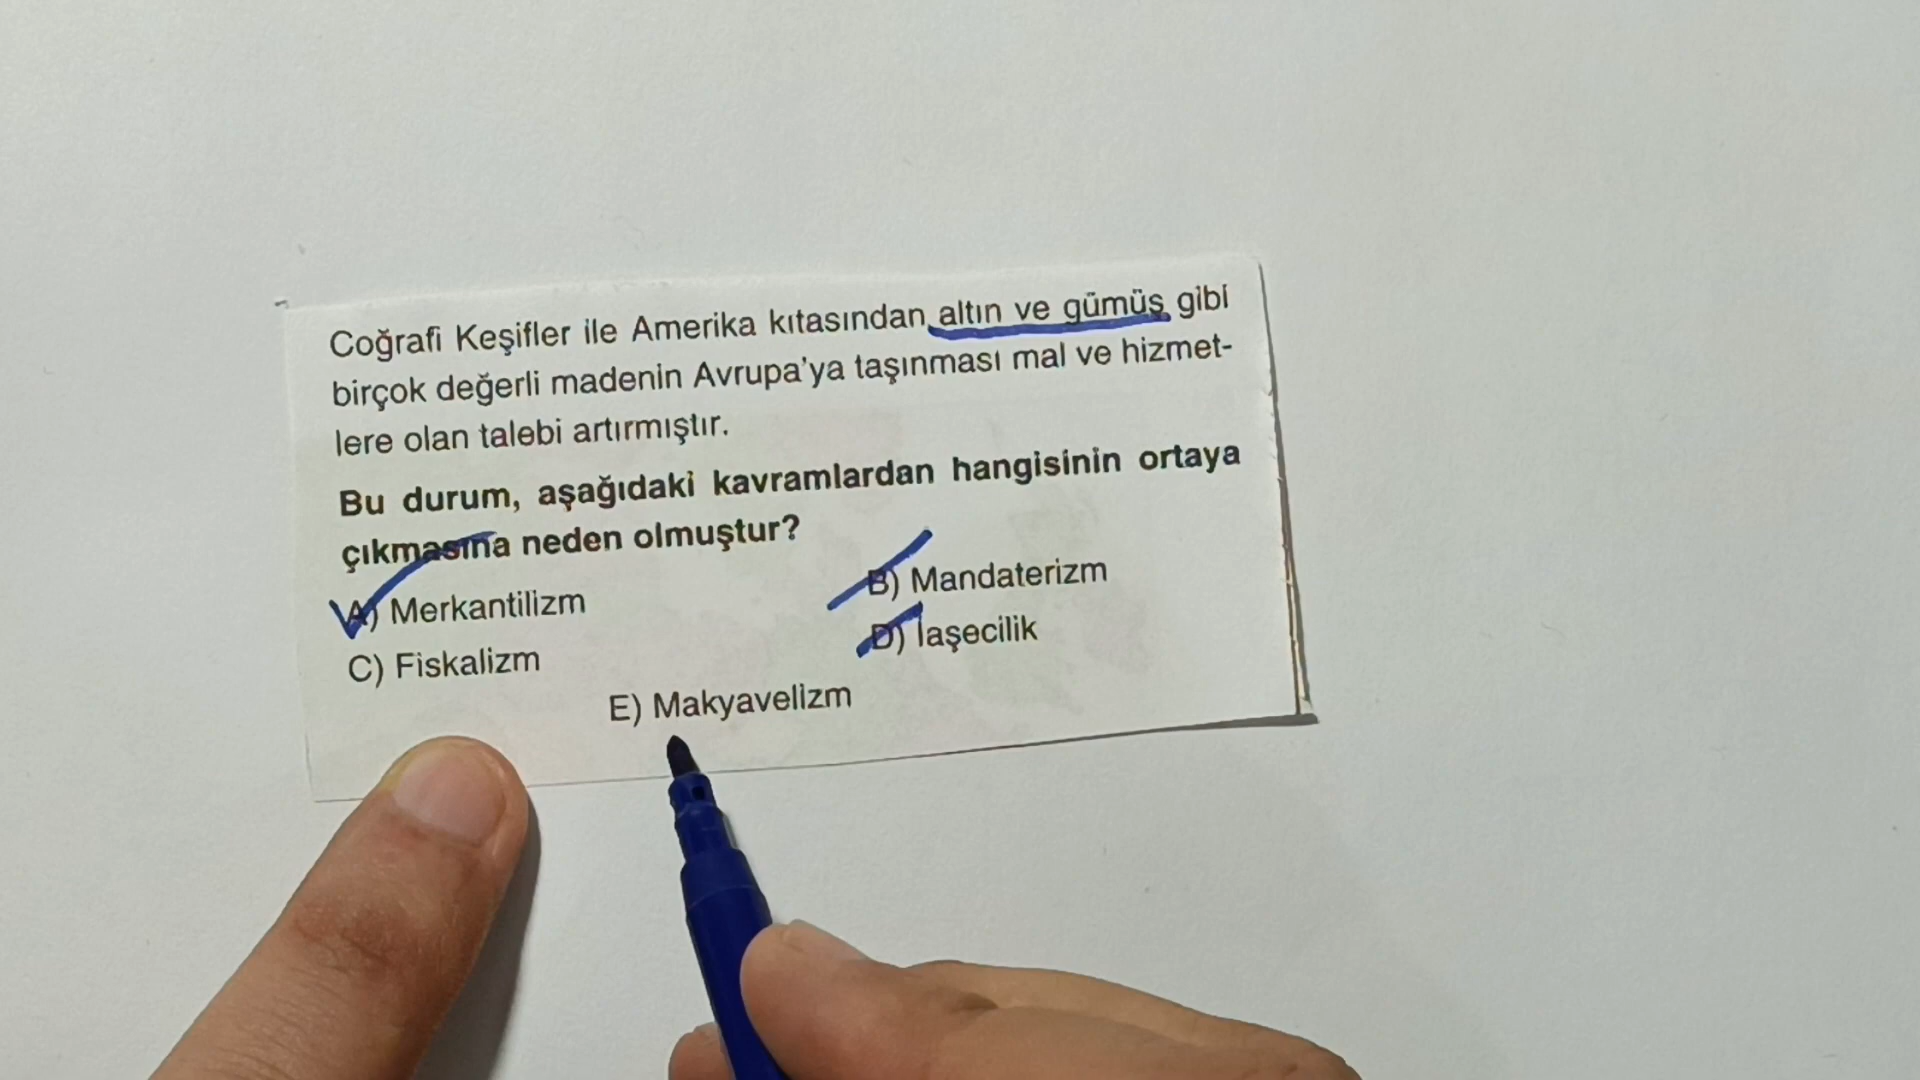 Coğrafi Keşifler ile Amerika kıtasından altın ve gümüş gibi
birçok değerli madenin Avrupa'ya taşınması mal ve hizmet-
lere olan talebi artırmıştır.
Bu durum, aşağıdaki kavramlardan hangisinin ortaya
çıkmasına neden olmuştur?
A) Merkantilizm B) Mandaterizm
C) Fiskalizm D) İaşecilik
E) Makyavelizm